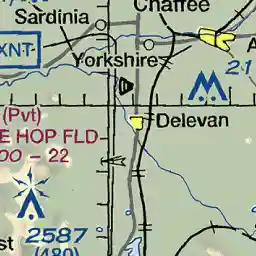 Chaffee
Sardinia
XNT
Yorkshire
21
(Pvt)
Delevan
E HOP FLD
00 - 22
2587
(480)
st